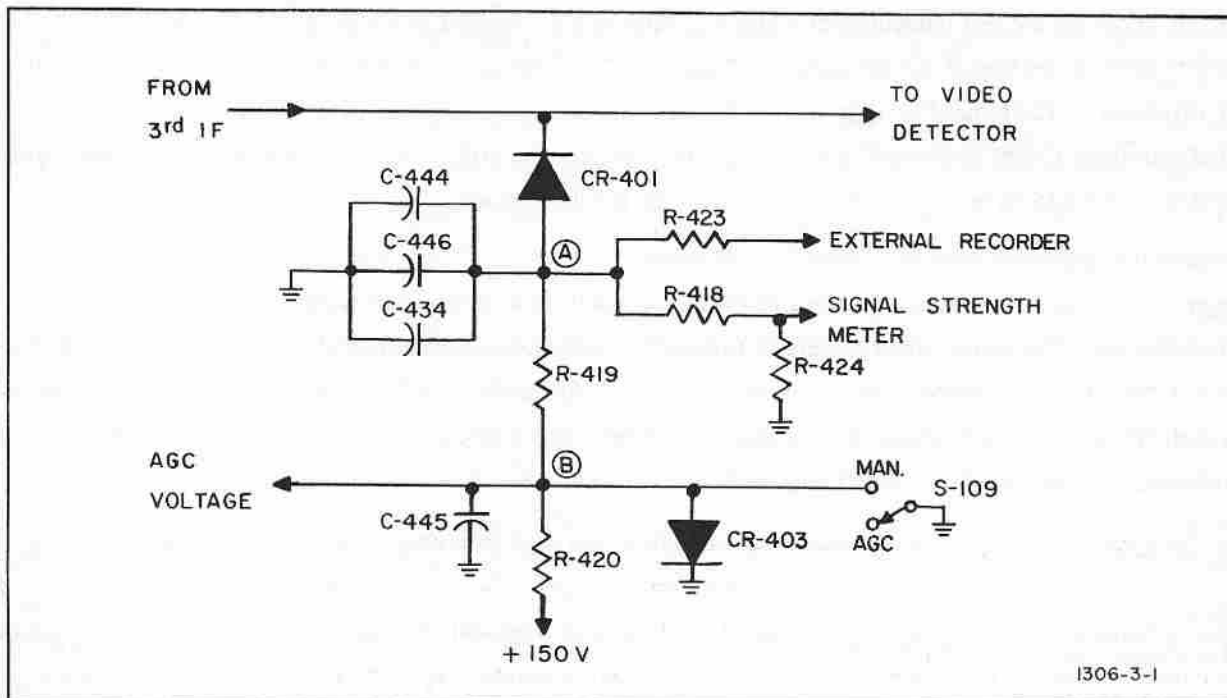 FROM
3rd IF
TO VIDEO
DETECTOR
C-444
CR-401
C-446
R-423
A
EXTERNAL RECORDER
C-434
R-418
SIGNAL STRENGTH
METER
R-424
R-419
AGC
VOLTAGE
B
MAN.
S-109
AGC
C-445
R-420
CR-403
+ 150 V
1306-3-1